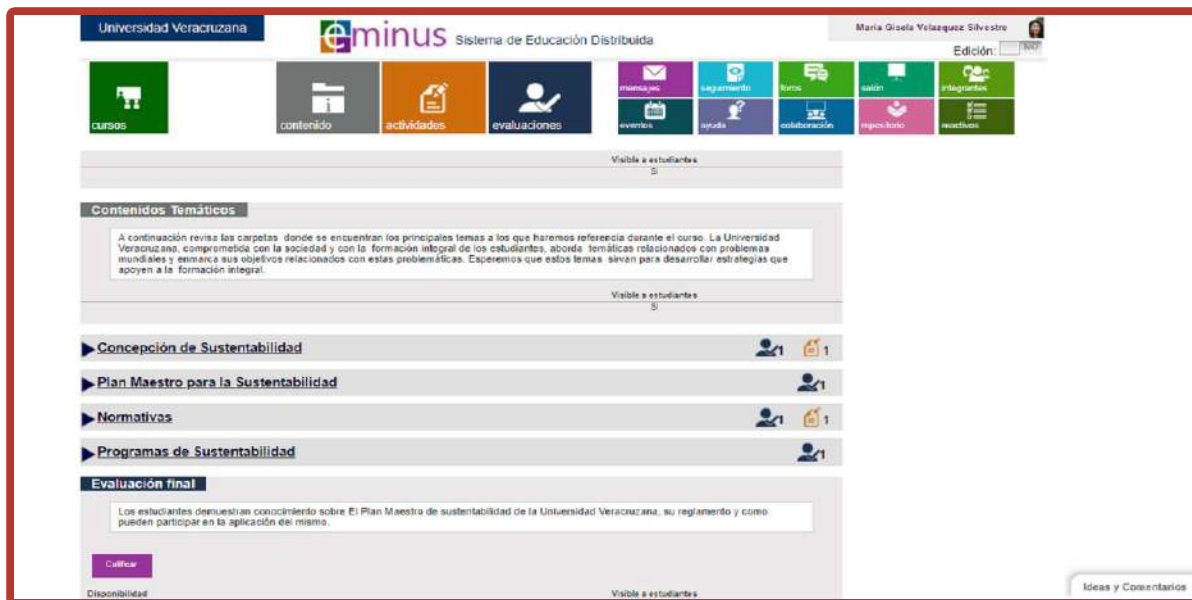 Universidad Veracruzana
eminus Sistema de Educación Distribuida
Maria Gisela Velazquez Silvestre
Edición: NO
cursos
contenido
actividades
evaluaciones
mensajes
seguimiento
foros
salón
integrantes
eventos
ayuda
colaboración
repositorio
reactivos
Visible a estudiantes
Si
Contenidos Temáticos
A continuación revisa las carpetas donde se encuentran los principales temas a los que haremos referencia durante el curso. La Universidad
Veracruzana, comprometida con la sociedad y con la formación integral de los estudiantes, aborda temáticas relacionados con problemas
mundiales y enmarca sus objetivos relacionados con estas problemáticas. Esperemos que estos temas sirvan para desarrollar estrategias que
apoyen a la formación integral.
Visible a estudiantes
Si
Concepción de Sustentabilidad 1 1
Plan Maestro para la Sustentabilidad 1
Normativas 1 1
Programas de Sustentabilidad 1
Evaluación final
Los estudiantes demuestran conocimiento sobre El Plan Maestro de sustentabilidad de la Universidad Veracruzana, su reglamento y como
pueden participar en la aplicación del mismo.
Calificar
Disponibilidad
Visible a estudiantes
Ideas y Comentarios